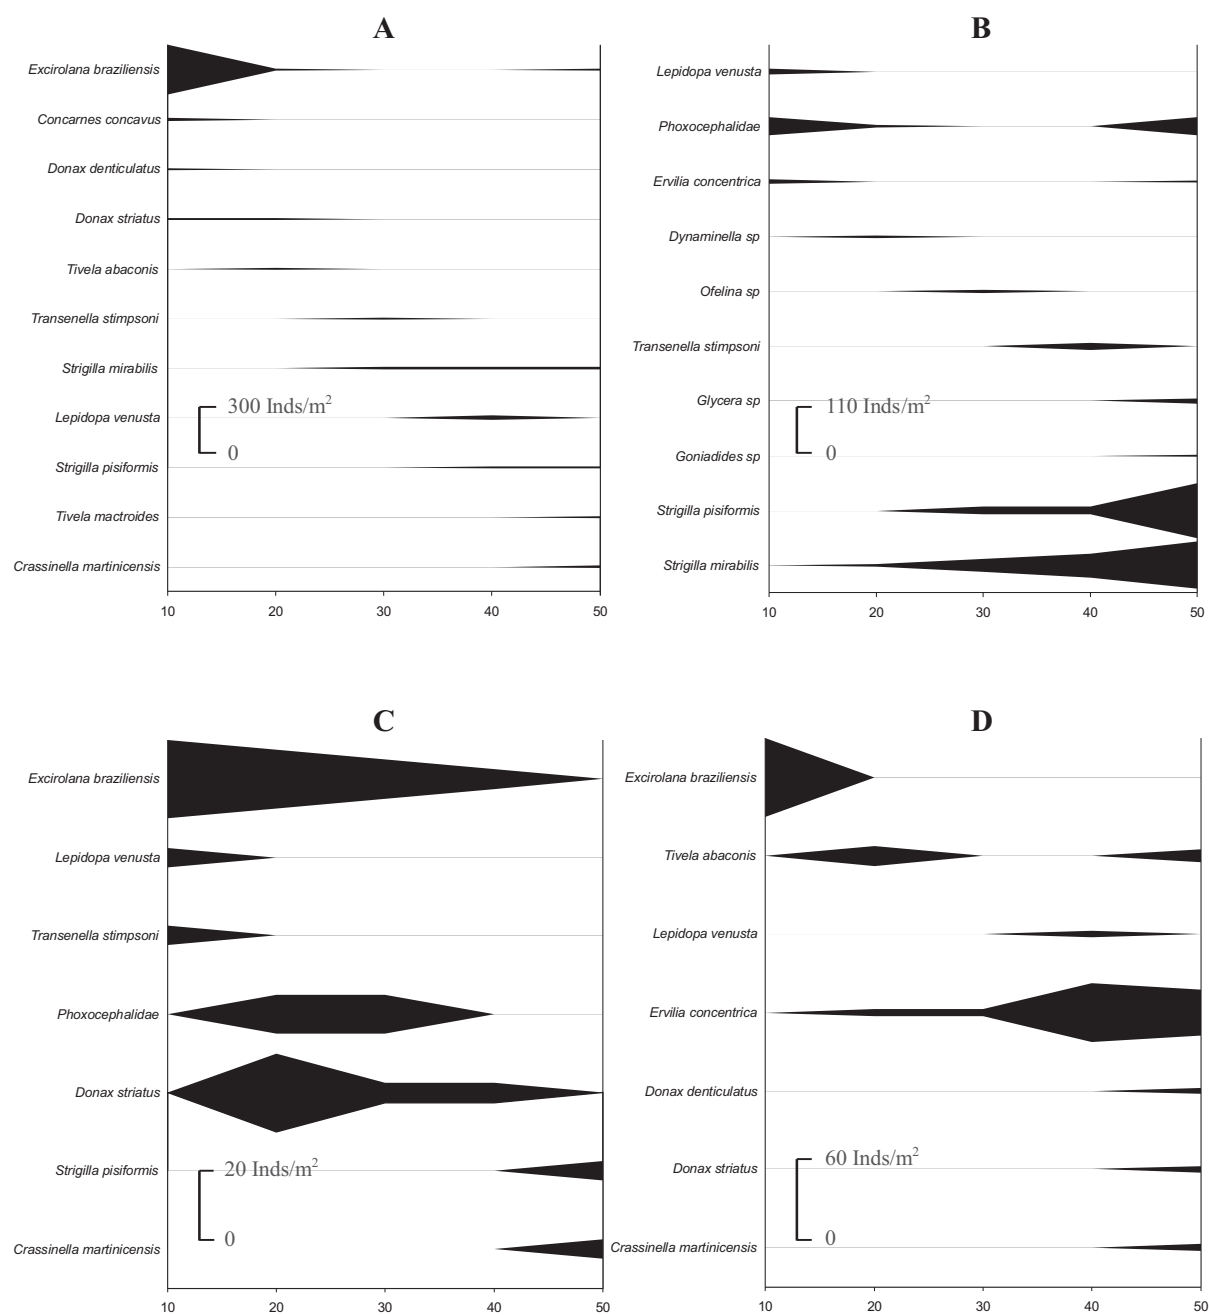 A
Excirolana braziliensis
Concarnes concavus
Donax denticulatus
Donax striatus
Tivela abaconis
Transenella stimpsoni
Strigilla mirabilis
300 Inds/m²
Lepidopa venusta
0
Strigilla pisiformis
Tivela mactroides
Crassinella martinicensis
10 20 30 40 50
B
Lepidopa venusta
Phoxocephalidae
Ervilia concentrica
Dynaminella sp
Ofelina sp
Transenella stimpsoni
Glycera sp
110 Inds/m²
0
Goniadides sp
Strigilla pisiformis
Strigilla mirabilis
10 20 30 40 50
C
Excirolana braziliensis
Lepidopa venusta
Transenella stimpsoni
Phoxocephalidae
Donax striatus
Strigilla pisiformis
20 Inds/m²
0
Crassinella martinicensis
10 20 30 40 50
D
Excirolana braziliensis
Tivela abaconis
Lepidopa venusta
Ervilia concentrica
Donax denticulatus
60 Inds/m²
Donax striatus
0
Crassinella martinicensis
10 20 30 40 50